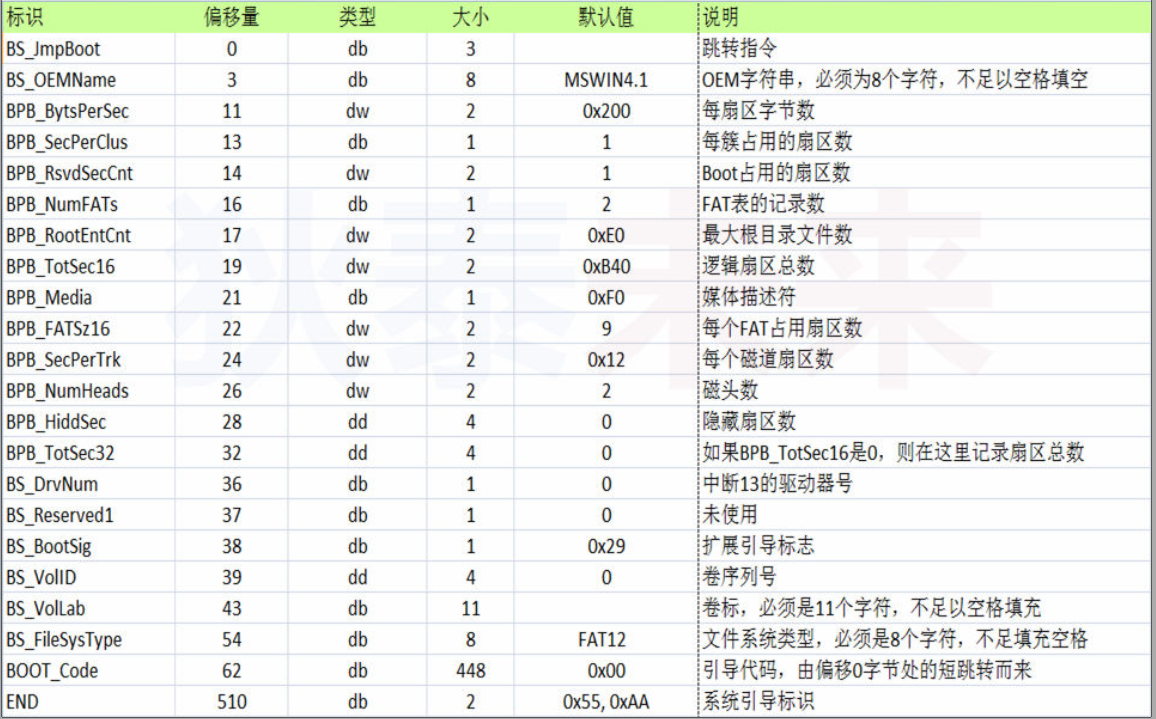 标识 偏移量 类型 大小 默认值 说明
BS_JmpBoot 0 db 3 跳转指令
BS_OEMName 3 db 8 MSWIN4.1 OEM字符串，必须为8个字符，不足以空格填空
BPB_BytsPerSec 11 dw 2 0x200 每扇区字节数
BPB_SecPerClus 13 db 1 1 每簇占用的扇区数
BPB_RsvdSecCnt 14 dw 2 1 Boot占用的扇区数
BPB_NumFATs 16 db 1 2 FAT表的记录数
BPB_RootEntCnt 17 dw 2 0xE0 最大根目录文件数
BPB_TotSec16 19 dw 2 0xB40 逻辑扇区总数
BPB_Media 21 db 1 0xF0 媒体描述符
BPB_FATSz16 22 dw 2 9 每个FAT占用扇区数
BPB_SecPerTrk 24 dw 2 0x12 每个磁道扇区数
BPB_NumHeads 26 dw 2 2 磁头数
BPB_HiddSec 28 dd 4 0 隐藏扇区数
BPB_TotSec32 32 dd 4 0 如果BPB_TotSec16是0，则在这里记录扇区总数
BS_DrvNum 36 db 1 0 中断13的驱动器号
BS_Reserved1 37 db 1 0 未使用
BS_BootSig 38 db 1 0x29 扩展引导标志
BS_VolID 39 dd 4 0 卷序列号
BS_VolLab 43 db 11 卷标，必须是11个字符，不足以空格填充
BS_FileSysType 54 db 8 FAT12 文件系统类型，必须是8个字符，不足填充空格
BOOT_Code 62 db 448 0x00 引导代码，由偏移0字节处的短跳转而来
END 510 db 2 0x55, 0xAA 系统引导标识
狄泰未来